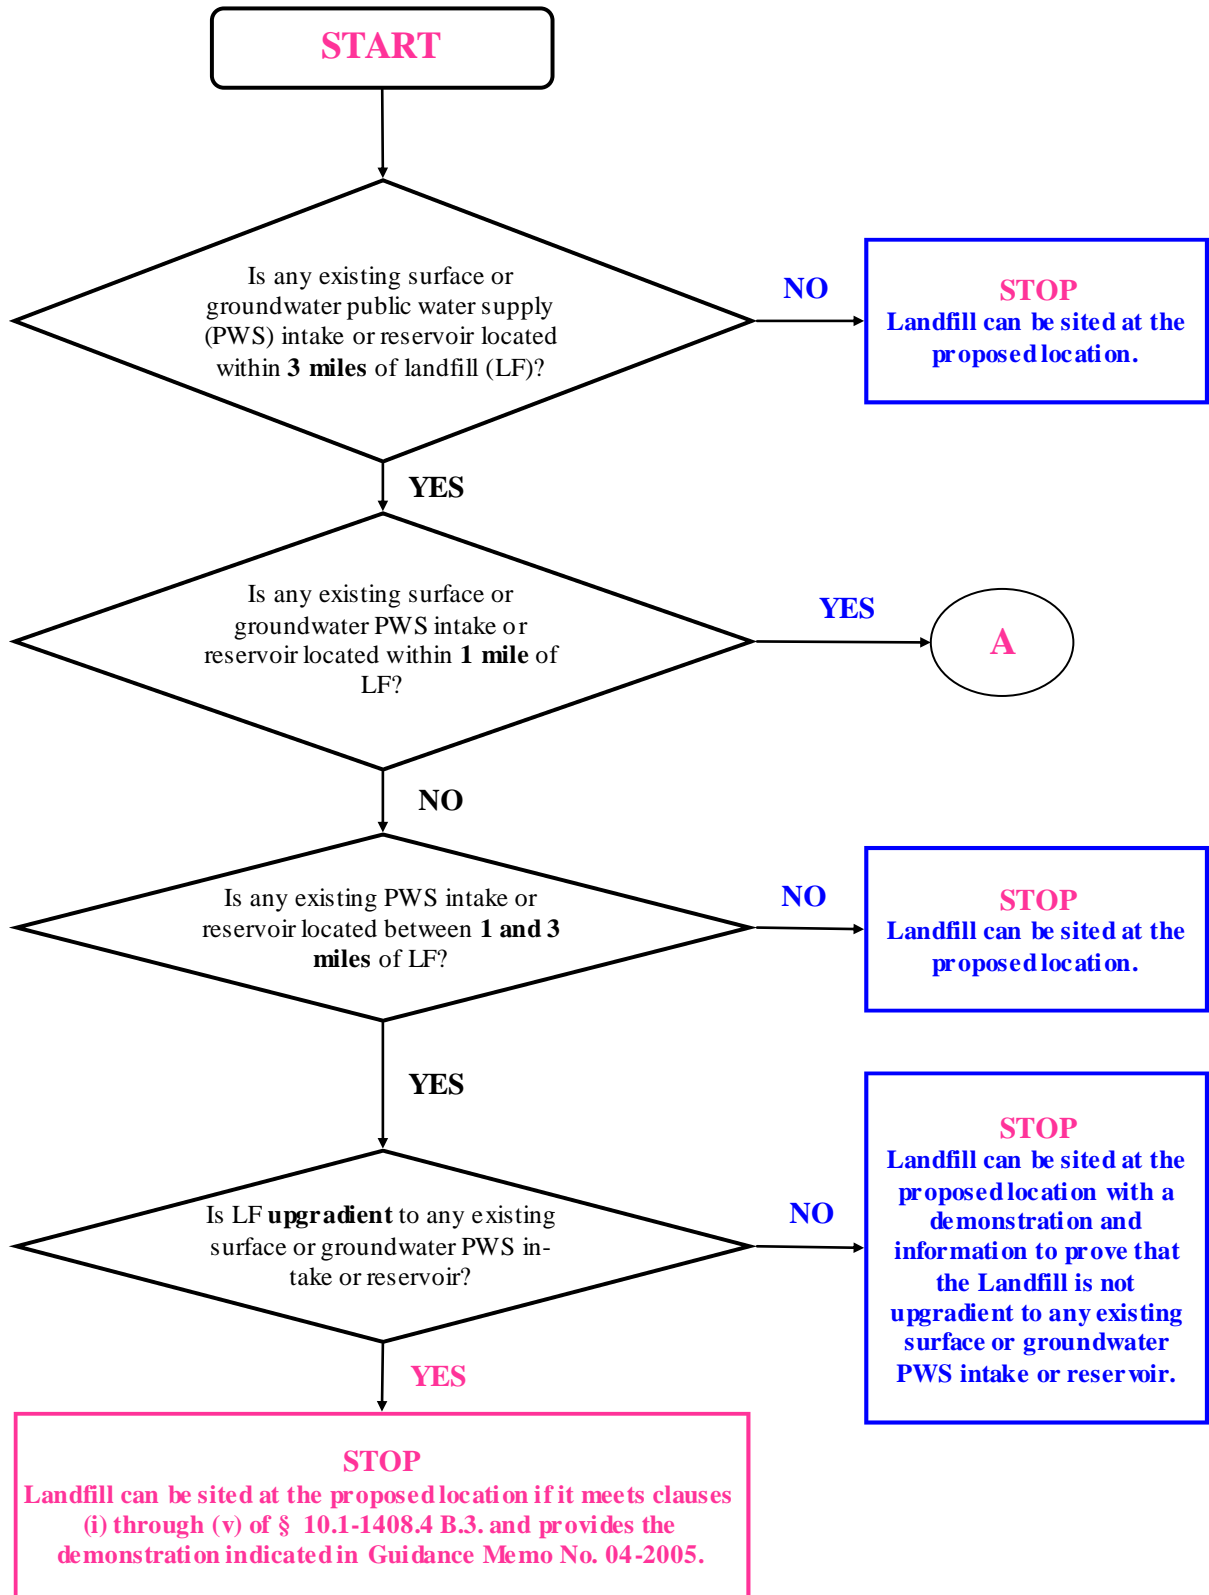 START
Is any existing surface or
groundwater public water supply
(PWS) intake or reservoir located
within 3 miles of landfill (LF)?
NO
STOP
Landfill can be sited at the
proposed location.
YES
Is any existing surface or
groundwater PWS intake or
reservoir located within 1 mile of
LF?
YES
A
NO
Is any existing PWS intake or
reservoir located between 1 and 3
miles of LF?
NO
STOP
Landfill can be sited at the
proposed location.
YES
Is LF upgradient to any existing
surface or groundwater PWS in-
take or reservoir?
NO
STOP
Landfill can be sited at the
proposed location with a
demonstration and
information to prove that
the Landfill is not
upgradient to any existing
surface or groundwater
PWS intake or reservoir.
YES
STOP
Landfill can be sited at the proposed location if it meets clauses
(i) through (v) of § 10.1-1408.4 B.3. and provides the
demonstration indicated in Guidance Memo No. 04-2005.